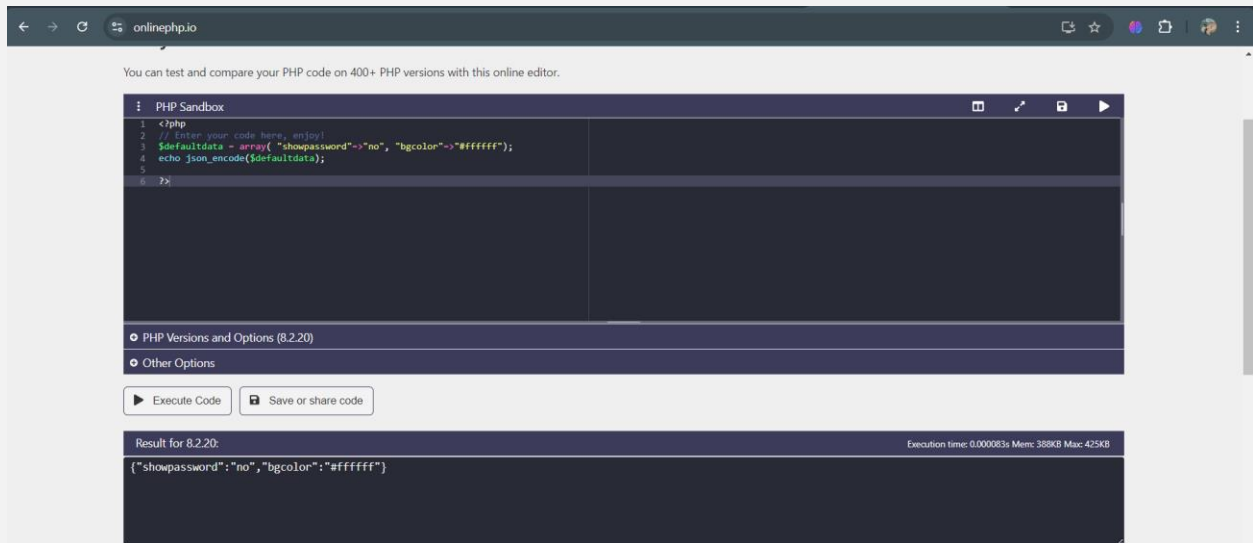 onlinephp.io
You can test and compare your PHP code on 400+ PHP versions with this online editor.
PHP Sandbox
1 <?php
2 // Enter your code here, enjoy!
3 $defaultdata = array( "showpassword"=>"no", "bgcolor"=>"#ffffff");
4 echo json_encode($defaultdata);
5
6 ?>
PHP Versions and Options (8.2.20)
Other Options
Execute Code
Save or share code
Result for 8.2.20:
Execution time: 0.000083s Mem: 388KB Max: 425KB
{"showpassword":"no","bgcolor":"#ffffff"}